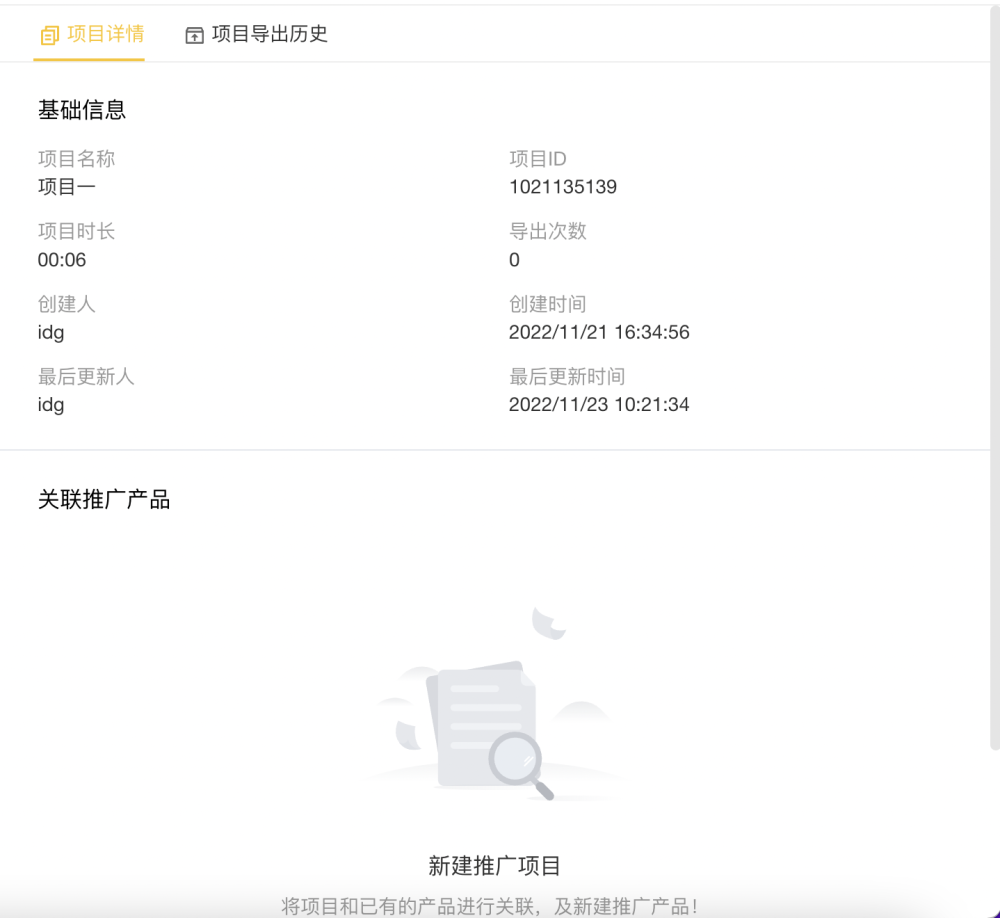 项目详情 项目导出历史
基础信息
项目名称 项目ID
项目一 1021135139
项目时长 导出次数
00:06 0
创建人 创建时间
idg 2022/11/21 16:34:56
最后更新人 最后更新时间
idg 2022/11/23 10:21:34
关联推广产品
新建推广项目
将项目和已有的产品进行关联，及新建推广产品！